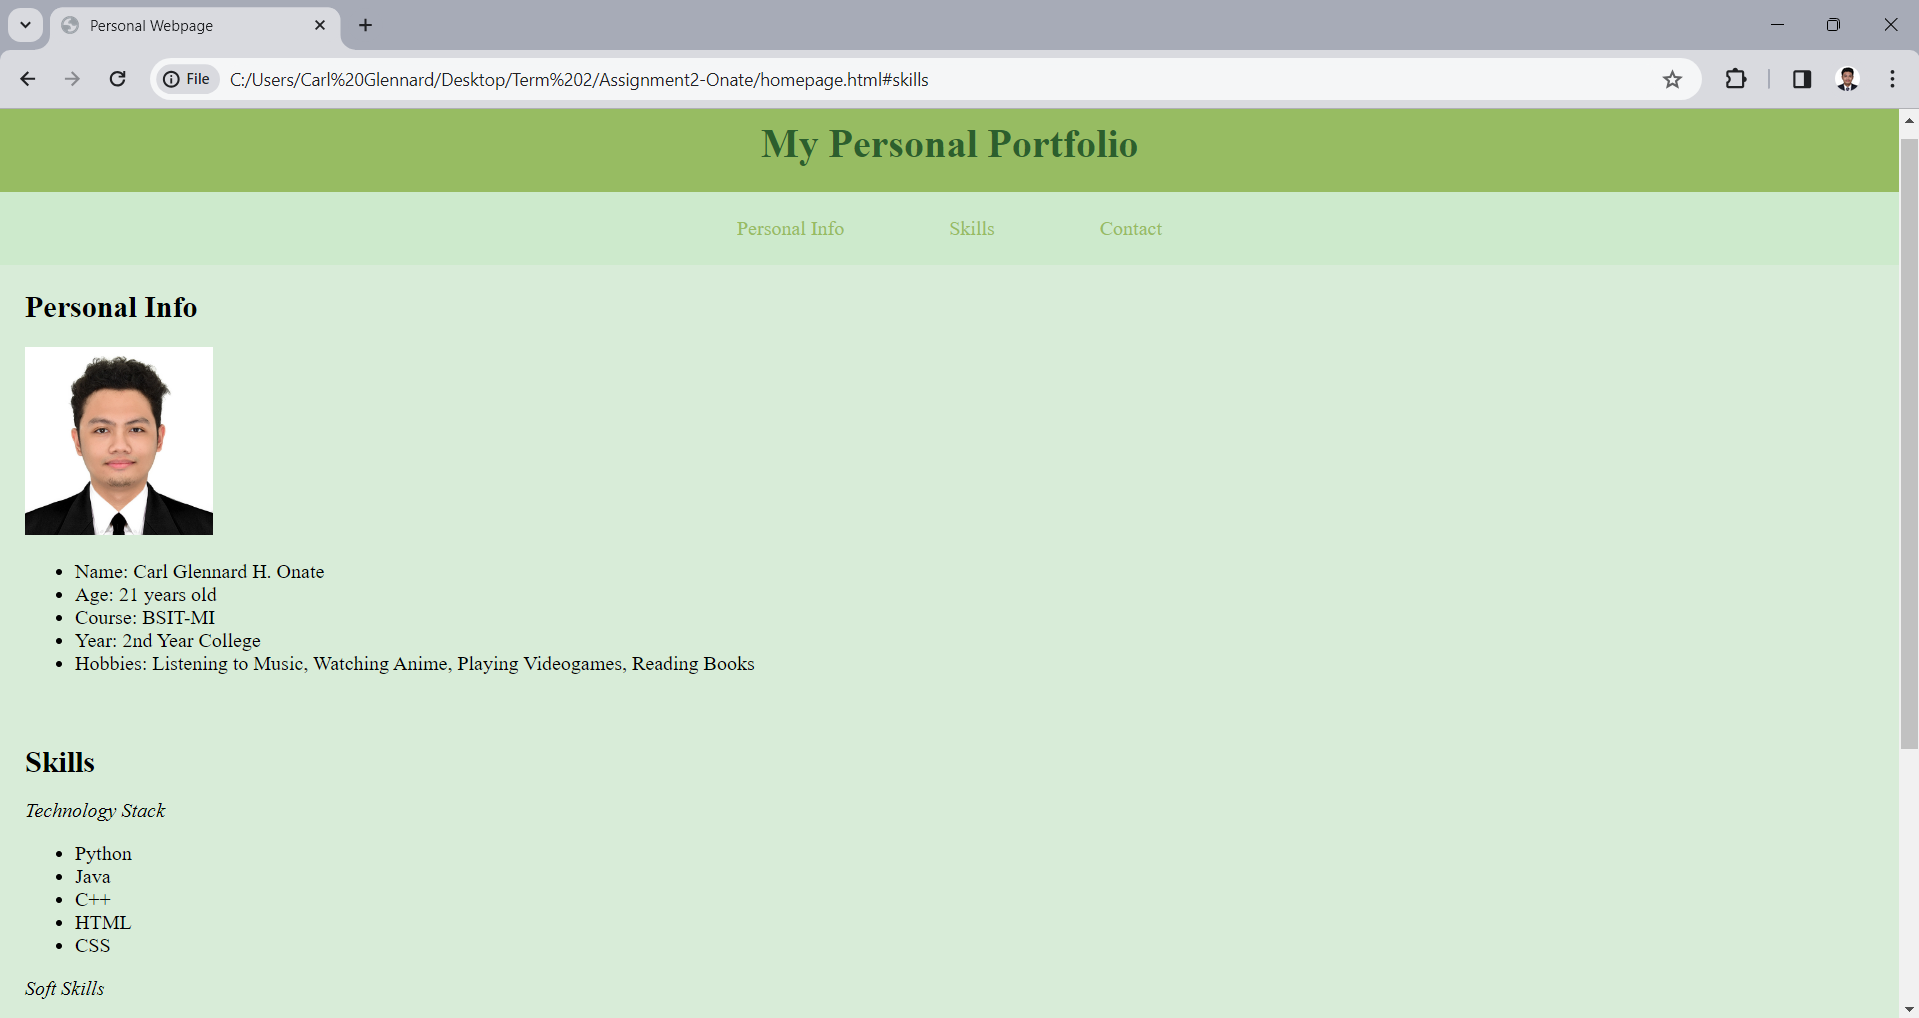 Personal Webpage
File
C:/Users/Carl%20Glennard/Desktop/Term%202/Assignment2-Onate/homepage.html#skills
My Personal Portfolio
Personal Info Skills Contact
Personal Info
Name: Carl Glennard H. Onate
Age: 21 years old
Course: BSIT-MI
Year: 2nd Year College
Hobbies: Listening to Music, Watching Anime, Playing Videogames, Reading Books
Skills
Technology Stack
Python
Java
C++
HTML
CSS
Soft Skills